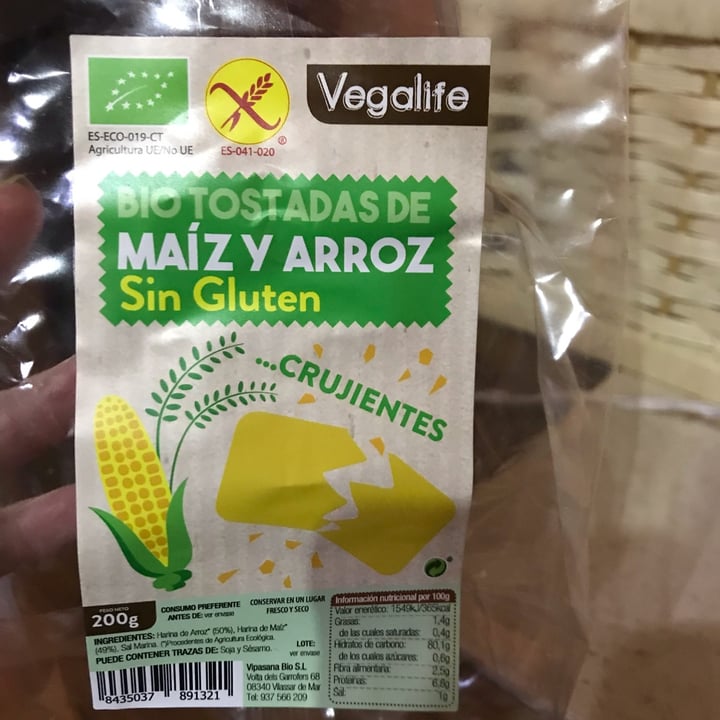 ES-ECO-019-CT
Agricultura UE/No UE
ES-041-020
®
Vegalife
BIO TOSTADAS DE
MAÍZ Y ARROZ
Sin Gluten
...CRUJIENTES
PESO NETO
200g
CONSUMO PREFERENTE
ANTES DE: ver envase
CONSERVAR EN UN LUGAR
FRESCO Y SECO
INGREDIENTES: Harina de Arroz* (50%), Harina de Maíz*
(49%), Sal Marina. (*)Procedentes de Agricultura Ecológica.
PUEDE CONTENER TRAZAS DE: Soja y Sésamo.
LOTE:
ver envase
8435037 891321
Vipasana Bio S.L
Volta dels Garrofers 68
08340 Vilassar de Mar
Tel: 937 566 209
Información nutricional por 100g
Valor energético: 1549kJ/365kcal
Grasas: 1,4g
de las cuales saturadas: 0,4g
Hidratos de carbono: 80,1g
de los cuales azúcares: 0,6g
Fibra alimentaria: 2,5g
Proteínas: 6,8g
Sal: 1g